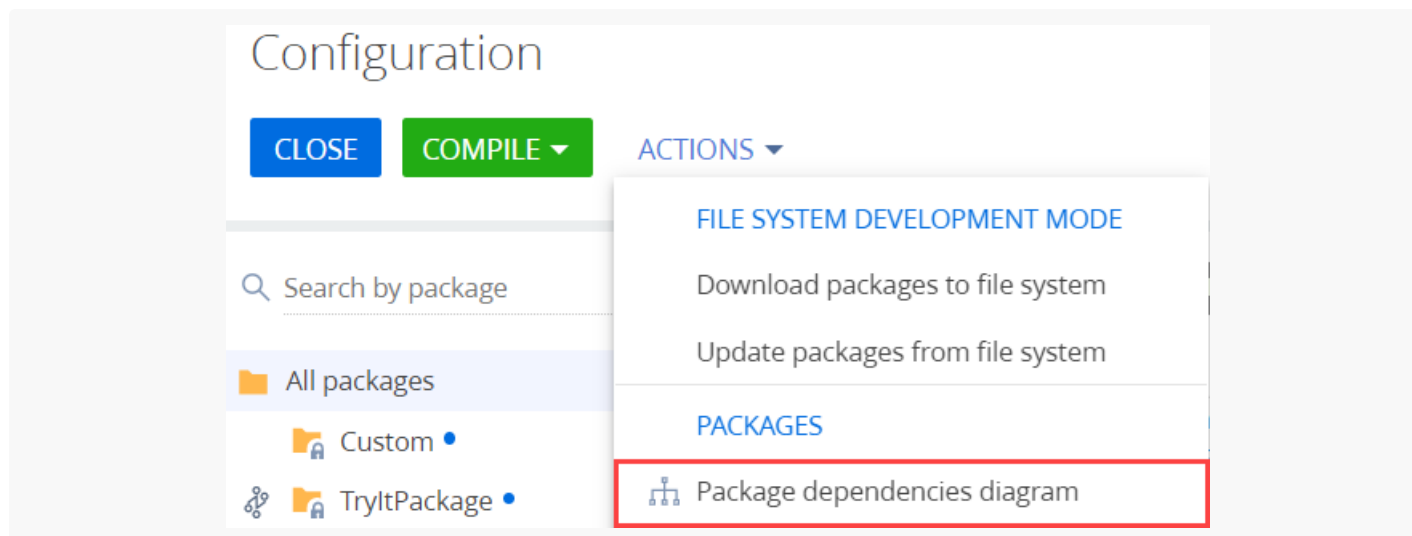 Configuration
CLOSE
COMPILE
ACTIONS
FILE SYSTEM DEVELOPMENT MODE
Search by package
Download packages to file system
Update packages from file system
All packages
PACKAGES
Custom
Package dependencies diagram
TryItPackage